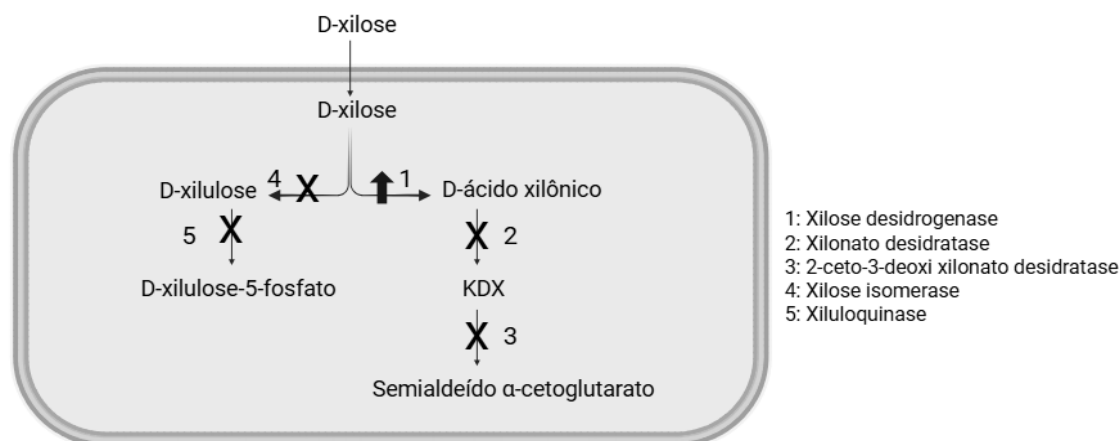 D-xilose
D-xilose
D-xilulose
4
X
1
D-ácido xilônico
5
X
X
2
D-xilulose-5-fosfato
KDX
X
3
Semialdeído α-cetoglutarato
1: Xilose desidrogenase
2: Xilonato desidratase
3: 2-ceto-3-deoxi xilonato desidratase
4: Xilose isomerase
5: Xiluloquinase